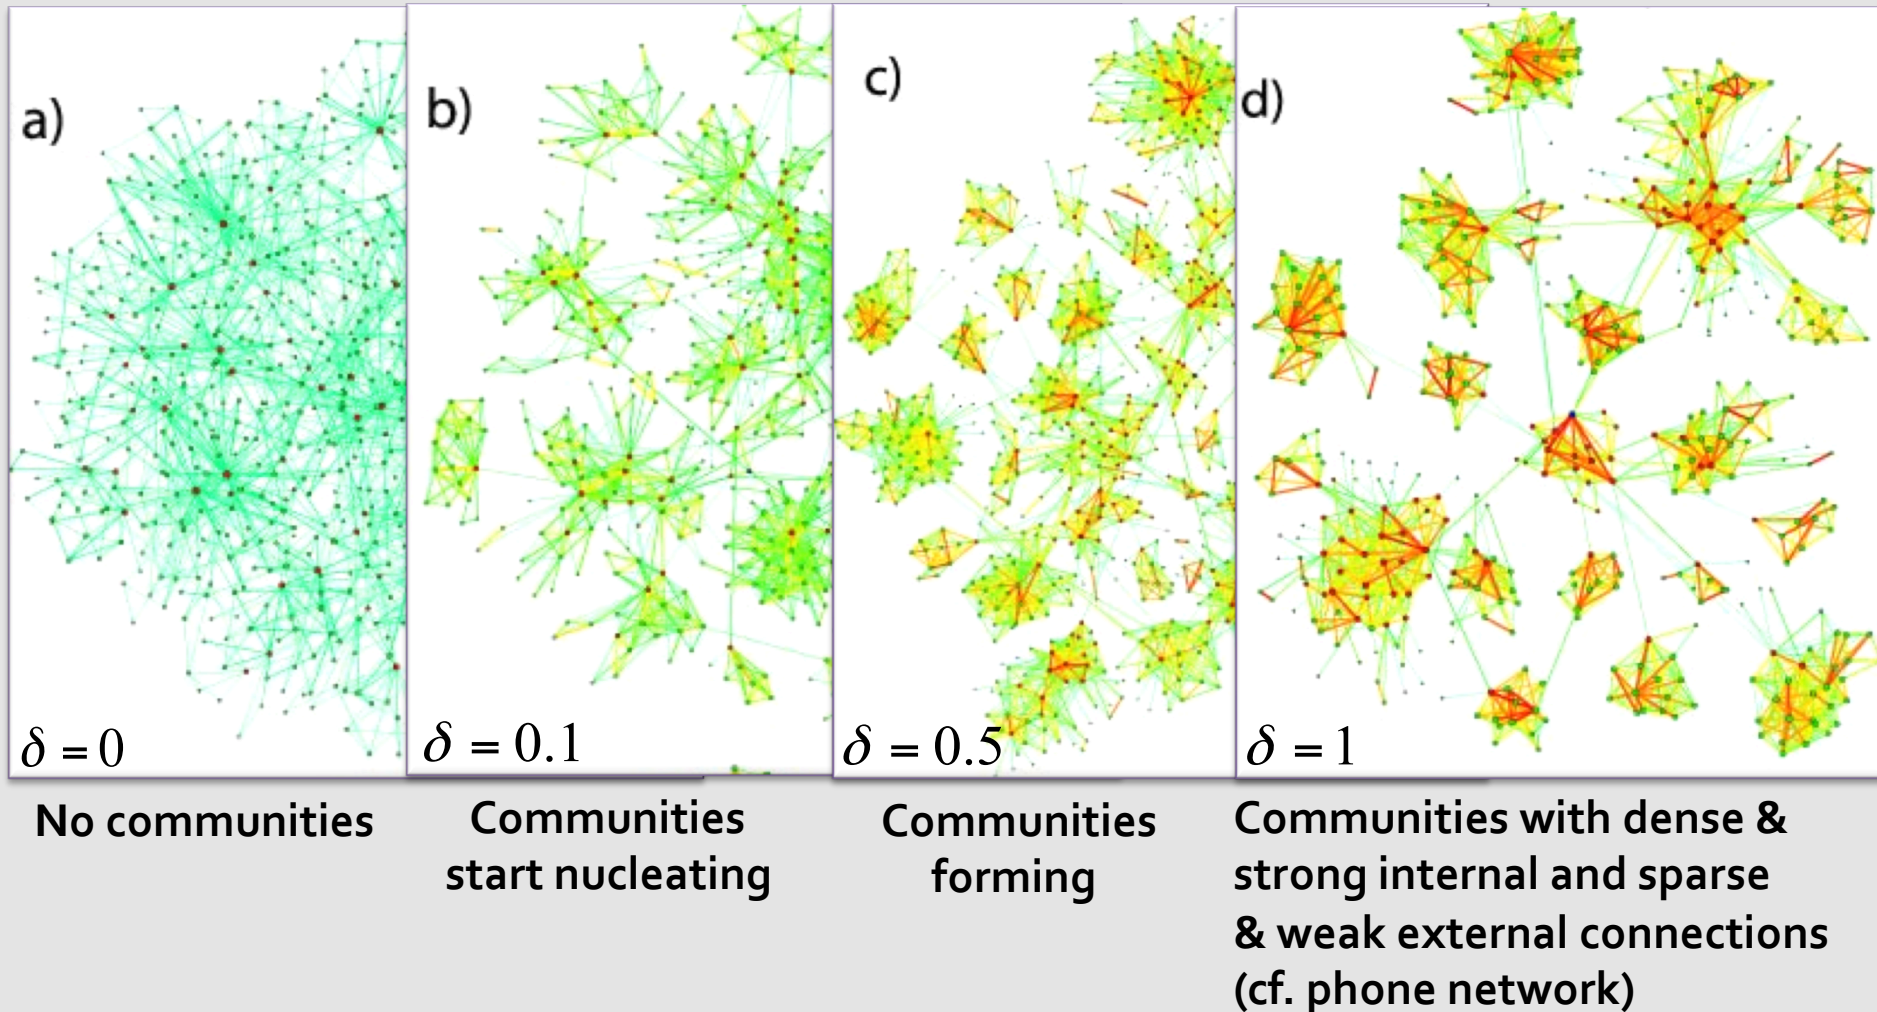 a)
b)
c)
d)
δ = 0
δ = 0.1
δ = 0.5
δ = 1
No communities
Communities
start nucleating
Communities
forming
Communities with dense &
strong internal and sparse
& weak external connections
(cf. phone network)